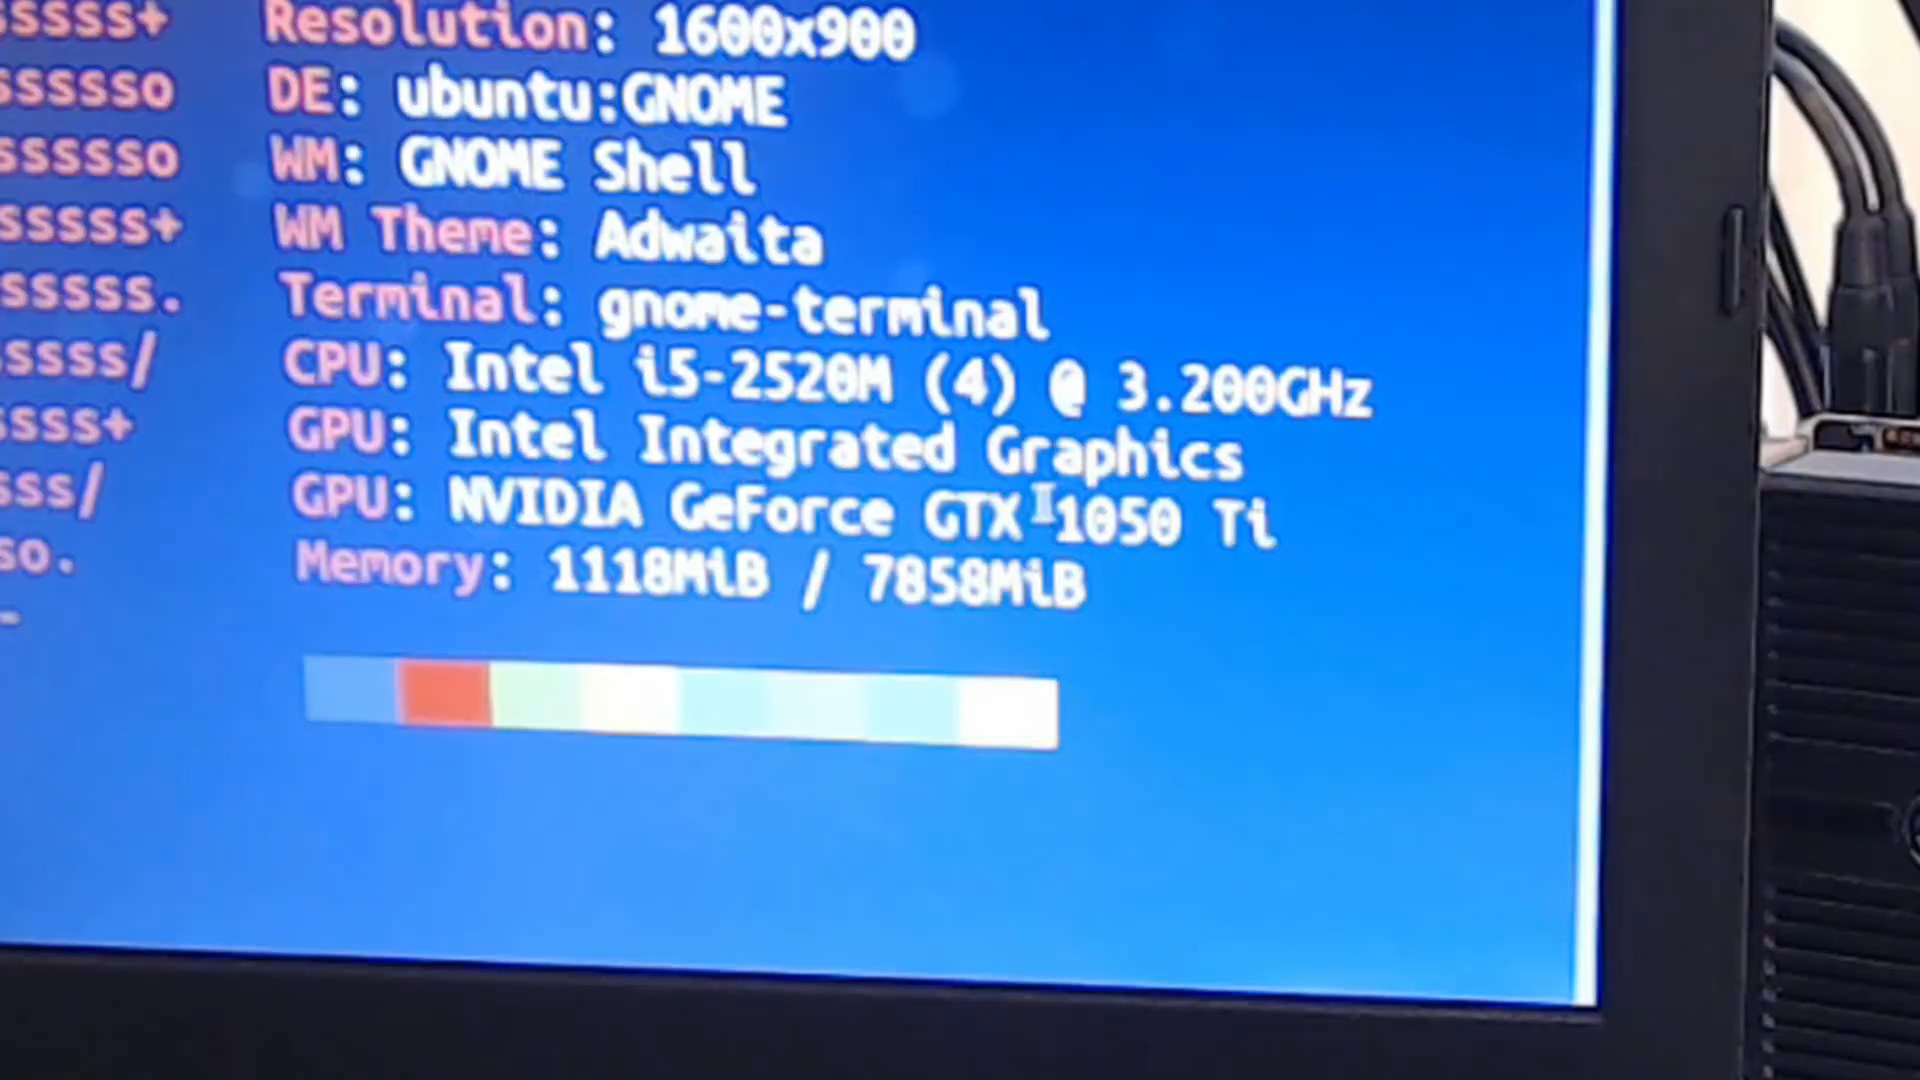 ssss+ Resolution: 1600x900
ssssso DE: ubuntu:GNOME
ssssso WM: GNOME Shell
sssss+ WM Theme: Adwaita
sssss. Terminal: gnome-terminal
ssss/ CPU: Intel i5-2520M (4) @ 3.200GHz
ssss+ GPU: Intel Integrated Graphics
sss/ GPU: NVIDIA GeForce GTX 1050 Ti
so. Memory: 1118MiB / 7858MiB
-